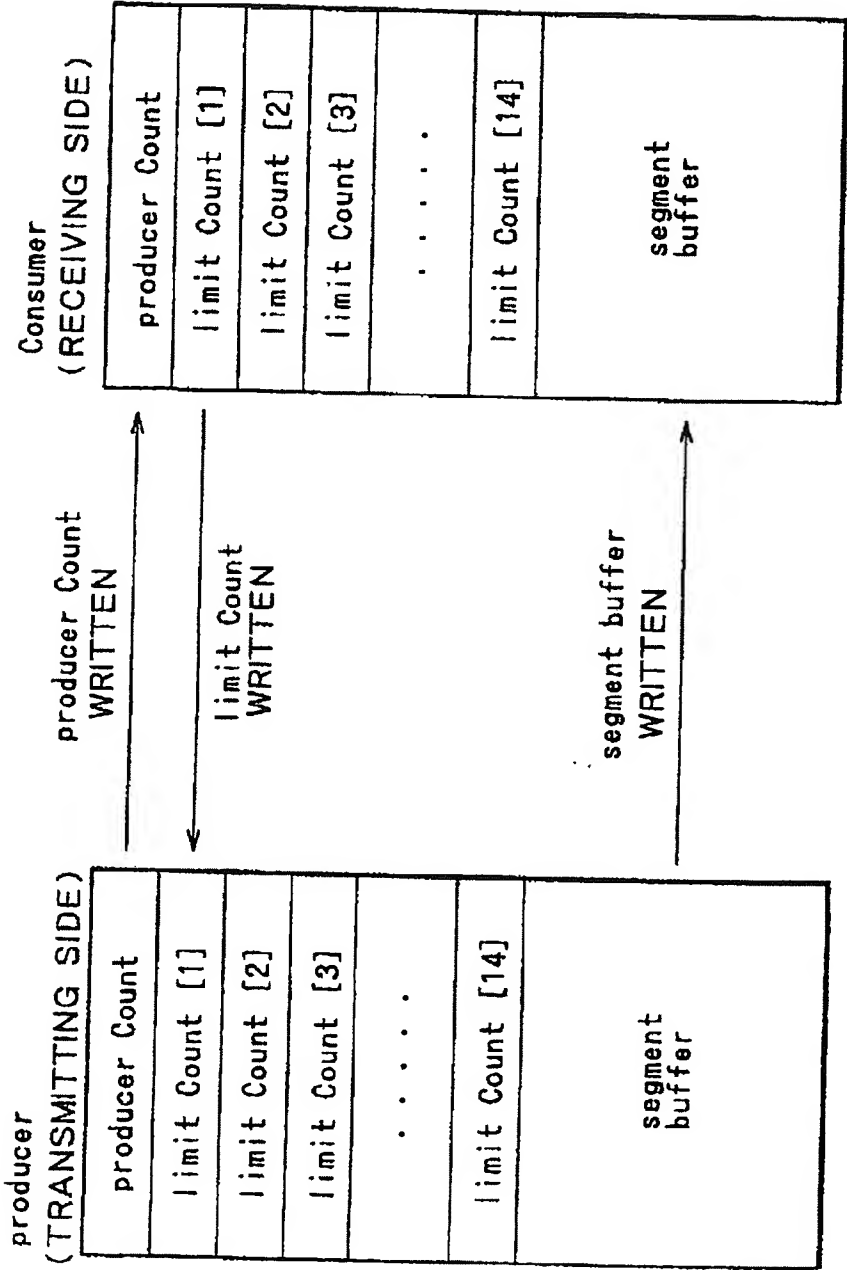 producer
(TRANSMITTING SIDE)
producer Count
limit Count [1]
limit Count [2]
limit Count [3]
. . . . .
limit Count [14]
segment
buffer
producer Count
WRITTEN
limit Count
WRITTEN
segment buffer
WRITTEN
Consumer
(RECEIVING SIDE)
producer Count
limit Count [1]
limit Count [2]
limit Count [3]
. . . . .
limit Count [14]
segment
buffer